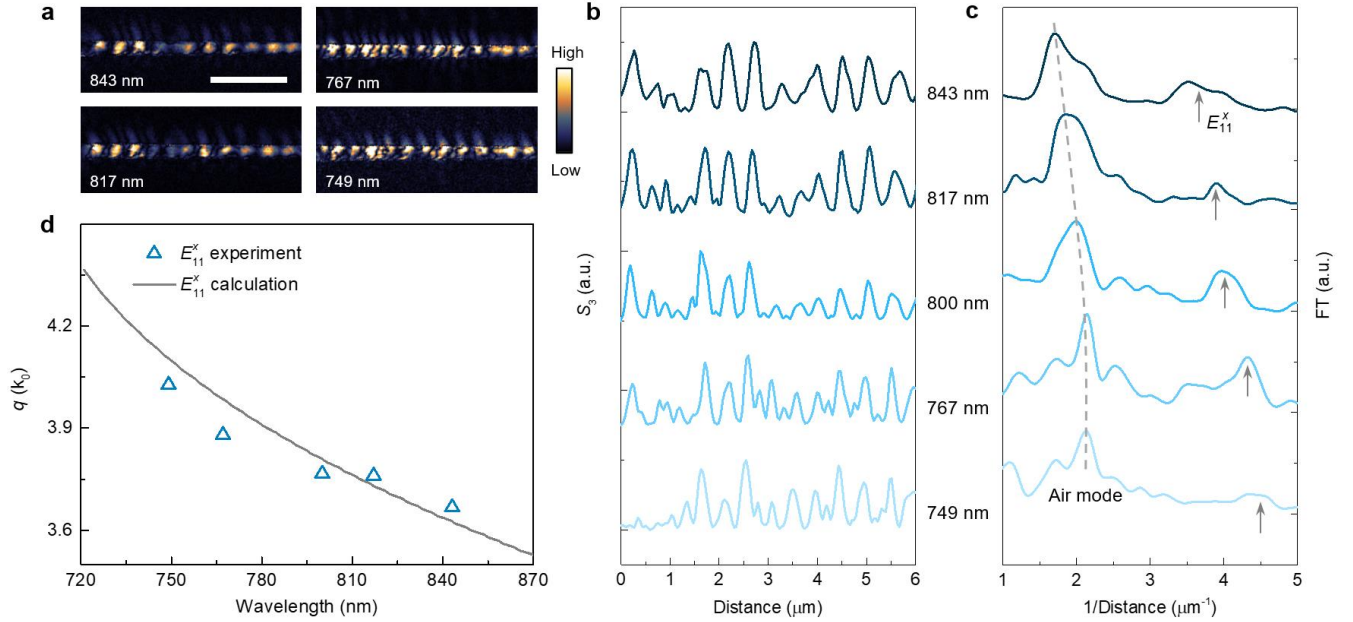 a
843 nm
767 nm
817 nm
749 nm
High
Low
b
S3 (a.u.)
0 1 2 3 4 5 6
Distance (μm)
843 nm
817 nm
800 nm
767 nm
749 nm
c
E11^x
Air mode
FT (a.u.)
1 2 3 4 5
1/Distance (μm⁻¹)
d
E11^x experiment
E11^x calculation
q (k0)
4.2
3.9
3.6
720 750 780 810 840 870
Wavelength (nm)